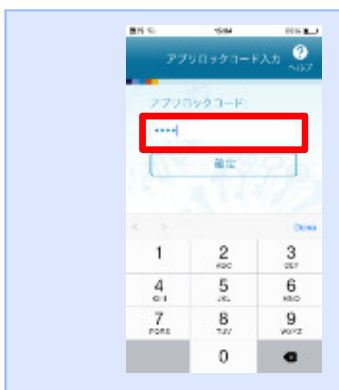 15:04
アプリロックコード入力
?
ヘルプ
アプリロックコード:
****
確定
Done
1 2 3
ABC DEF
4 5 6
GHI JKL MNO
7 8 9
PQRS TUV WXYZ
0